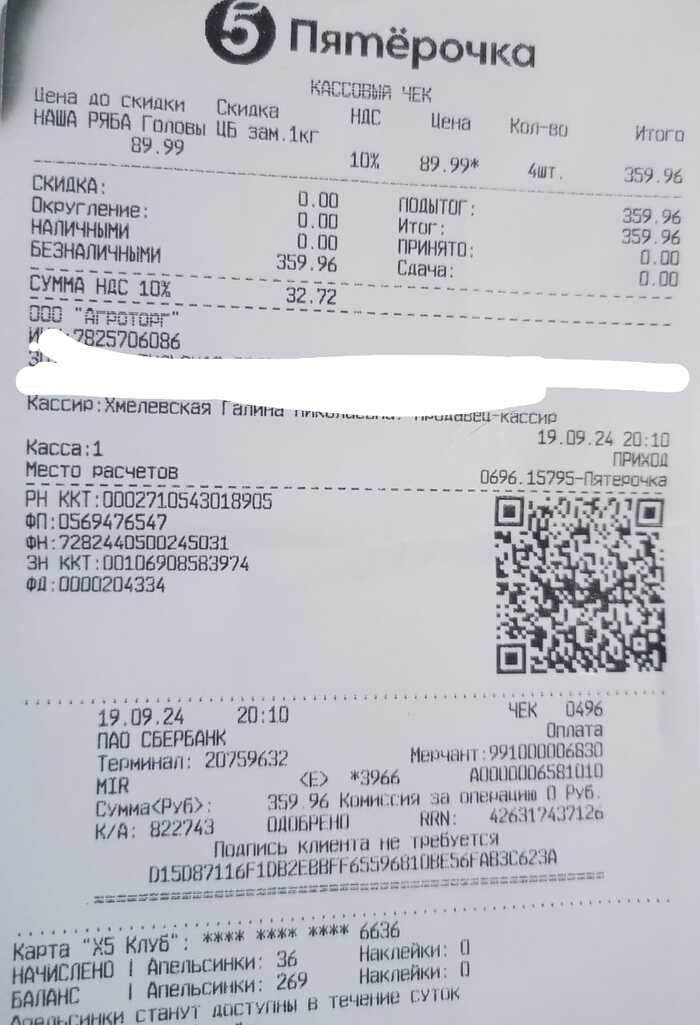 5 Пятёрочка
КАССОВЫЙ ЧЕК
Цена до скидки Скидка НДС Цена Кол-во Итого
НАША РЯБА Головы ЦБ зам.1кг
89.99 10% 89.99* 4шт. 359.96
СКИДКА: 0.00 ПОДЫТОГ: 359.96
Округление: 0.00 Итог: 359.96
НАЛИЧНЫМИ 0.00 ПРИНЯТО: 0.00
БЕЗНАЛИЧНЫМИ 359.96 Сдача: 0.00
СУММА НДС 10% 32.72
ООО "АГРОТОРГ"
7825706086
Кассир:Хмелевская Галина Николаевна. Продавец-кассир
19.09.24 20:10
Касса:1 ПРИХОД
Место расчетов 0696.15795-Пятерочка
РН ККТ:0002710543018905
ФП:0569476547
ФН:7282440500245031
ЗН ККТ:00106908583974
ФД:0000204334
19.09.24 20:10 ЧЕК 0496
ПАО СБЕРБАНК Оплата
Терминал: 20759632 Мерчант:991000006830
MIR <E> *3966 A0000006581010
Сумма<Руб>: 359.96 Комиссия за операцию 0 Руб.
К/А: 822743 ОДОБРЕНО RRN: 426317437126
Подпись клиента не требуется
D15D87116F1DB2EBBFF6559681DBE56FAB3C623A
Карта "X5 Клуб": **** **** **** 6636
НАЧИСЛЕНО | Апельсинки: 36 Наклейки: 0
БАЛАНС | Апельсинки: 269 Наклейки: 0
Апельсинки станут доступны в течение суток